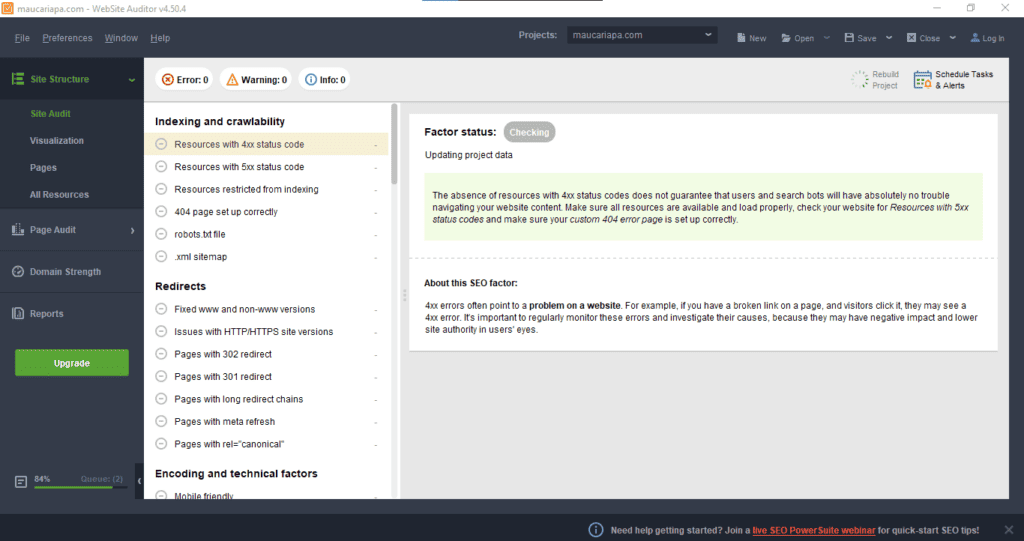 maucariapa.com - WebSite Auditor v4.50.4
File Preferences Window Help
Projects: maucariapa.com
New Open Save Close Log In
Site Structure
Site Audit
Visualization
Pages
All Resources
Page Audit
Domain Strength
Reports
Upgrade
84% Queue: (2)
Error: 0 Warning: 0 Info: 0
Rebuild
Project
Schedule Tasks
& Alerts
Indexing and crawlability
Resources with 4xx status code -
Resources with 5xx status code -
Resources restricted from indexing -
404 page set up correctly -
robots.txt file -
.xml sitemap -
Redirects
Fixed www and non-www versions -
Issues with HTTP/HTTPS site versions -
Pages with 302 redirect -
Pages with 301 redirect -
Pages with long redirect chains -
Pages with meta refresh -
Pages with rel="canonical" -
Encoding and technical factors
Mobile friendly -
Factor status: Checking
Updating project data
The absence of resources with 4xx status codes does not guarantee that users and search bots will have absolutely no trouble
navigating your website content. Make sure all resources are available and load properly, check your website for Resources with 5xx
status codes and make sure your custom 404 error page is set up correctly.
About this SEO factor:
4xx errors often point to a problem on a website. For example, if you have a broken link on a page, and visitors click it, they may see a
4xx error. It's important to regularly monitor these errors and investigate their causes, because they may have negative impact and lower
site authority in users' eyes.
Need help getting started? Join a live SEO PowerSuite webinar for quick-start SEO tips!